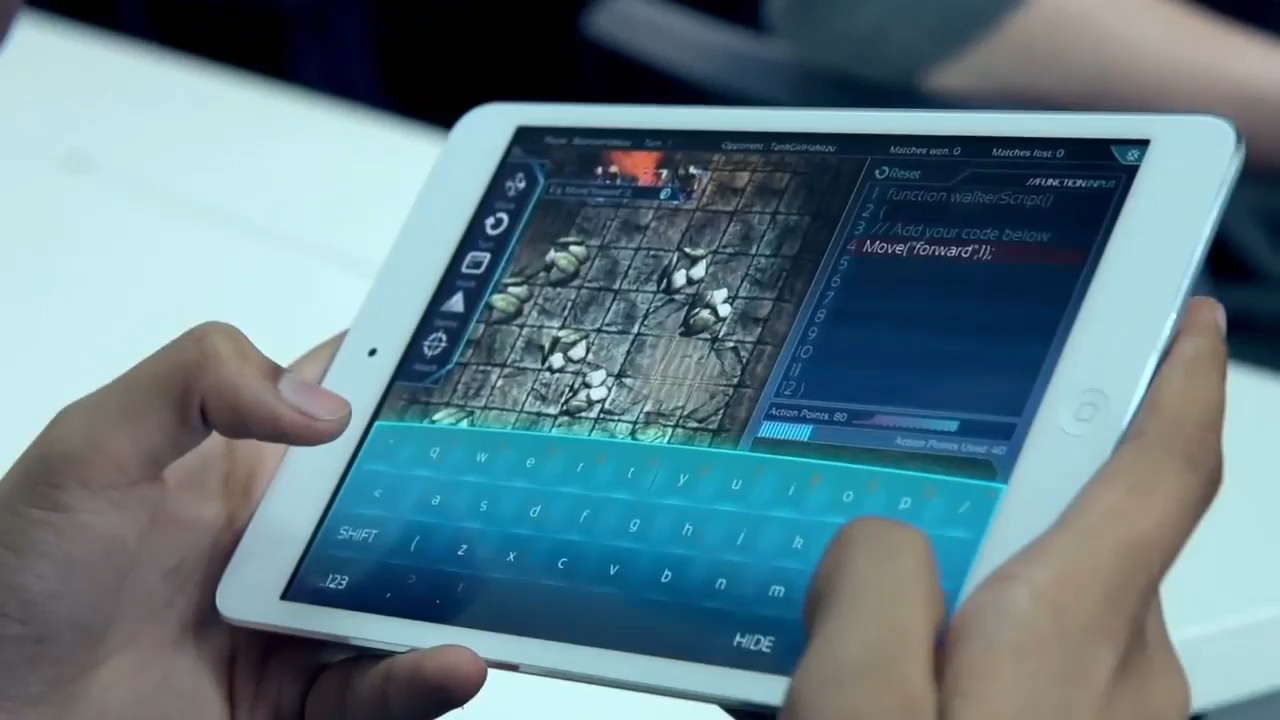 Opponent: TankGirlHabitzu
Matches won: 0
Matches lost: 0
Reset
//FUNCTIONINPUT
1 function walkerScript()
2 {
3 // Add your code below
4 Move("forward",1);
5
6
7
8
9
10
11
12 }
Action Points. 80
Action Points Used: 40
q w e r t y u i o p /
< a s d f g h j k
SHIFT ( z x c v b n m
.123 , .
HIDE